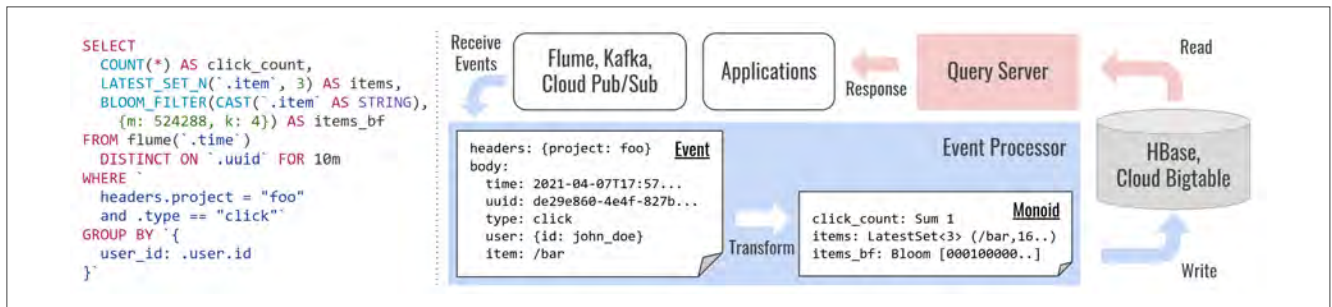 SELECT
COUNT(*) AS click_count,
LATEST_SET_N(`.item`, 3) AS items,
BLOOM_FILTER(CAST(`.item` AS STRING),
{m: 524288, k: 4}) AS items_bf
FROM flume(`.time`)
DISTINCT ON `.uuid` FOR 10m
WHERE `
headers.project = "foo"
and .type == "click"`
GROUP BY `{
user_id: .user.id
}`
Receive
Events
Flume, Kafka,
Cloud Pub/Sub
Applications
Response
Query Server
Read
headers: {project: foo}
Event
body:
time: 2021-04-07T17:57...
uuid: de29e860-4e4f-827b...
type: click
user: {id: john_doe}
item: /bar
Transform
Event Processor
Monoid
click_count: Sum 1
items: LatestSet<3> (/bar,16..)
items_bf: Bloom [000100000..]
HBase,
Cloud Bigtable
Write